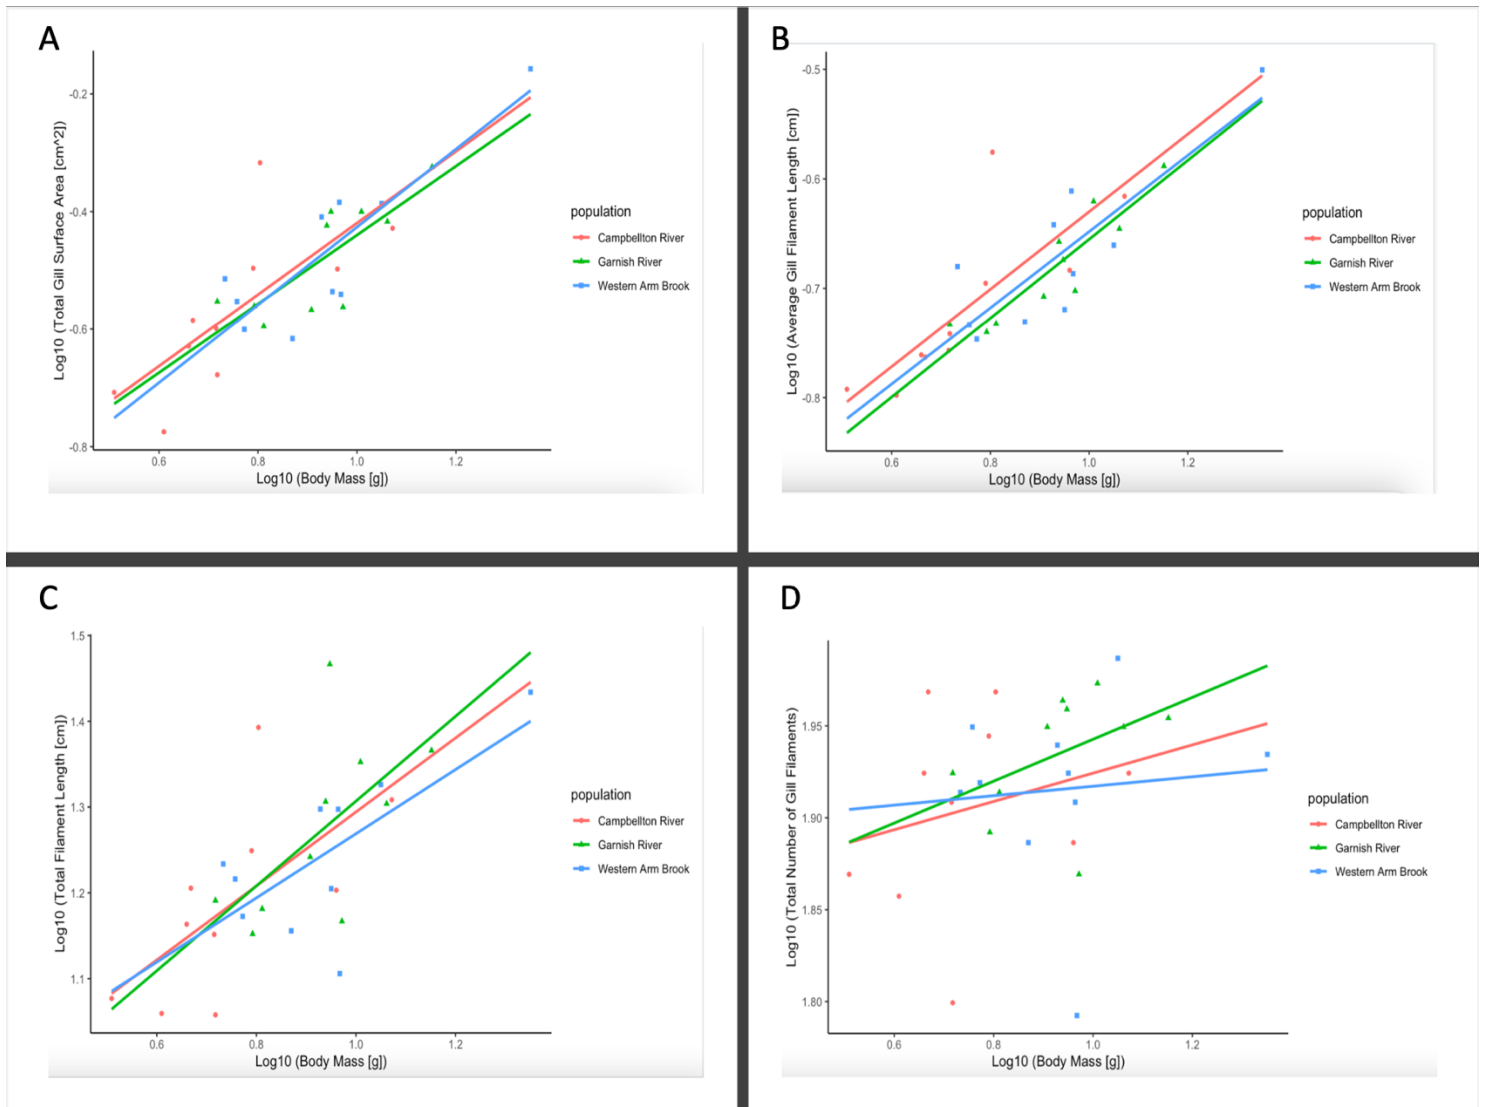 A
Log10 (Total Gill Surface Area [cm^2])
-0.2
-0.4
-0.6
-0.8
0.6 0.8 1.0 1.2
Log10 (Body Mass [g])
population
Campbellton River
Garnish River
Western Arm Brook
B
Log10 (Average Gill Filament Length [cm])
-0.5
-0.6
-0.7
-0.8
0.6 0.8 1.0 1.2
Log10 (Body Mass [g])
population
Campbellton River
Garnish River
Western Arm Brook
C
Log10 (Total Filament Length [cm])
1.5
1.4
1.3
1.2
1.1
0.6 0.8 1.0 1.2
Log10 (Body Mass [g])
population
Campbellton River
Garnish River
Western Arm Brook
D
Log10 (Total Number of Gill Filaments)
1.95
1.90
1.85
1.80
0.6 0.8 1.0 1.2
Log10 (Body Mass [g])
population
Campbellton River
Garnish River
Western Arm Brook